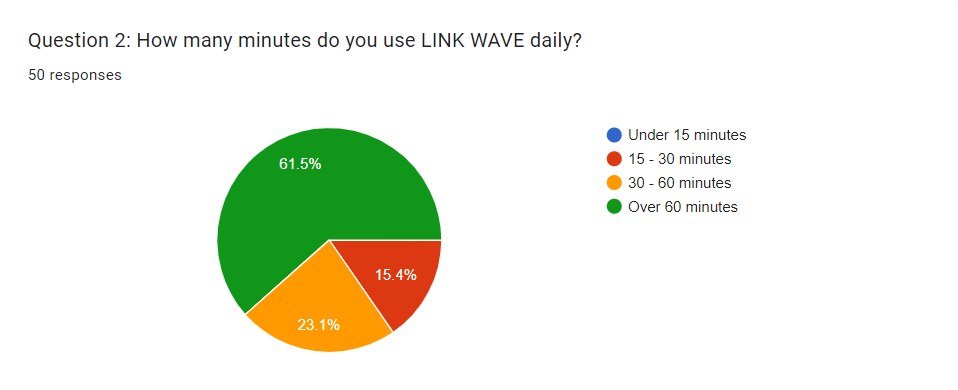 Question 2: How many minutes do you use LINK WAVE daily?
50 responses
61.5%
15.4%
23.1%
Under 15 minutes
15 - 30 minutes
30 - 60 minutes
Over 60 minutes